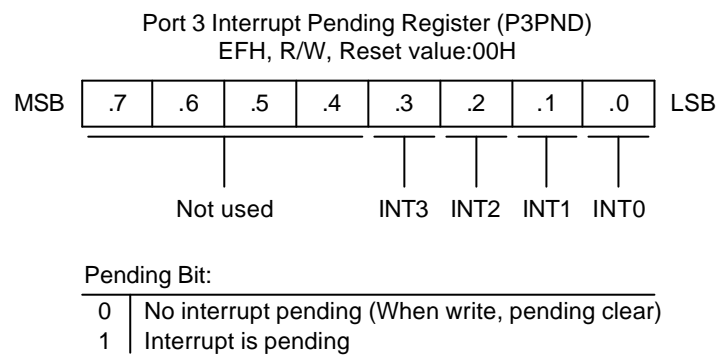 Port 3 Interrupt Pending Register (P3PND)
EFH, R/W, Reset value:00H
MSB .7 .6 .5 .4 .3 .2 .1 .0 LSB
Not used INT3 INT2 INT1 INT0
Pending Bit:
0 No interrupt pending (When write, pending clear)
1 Interrupt is pending